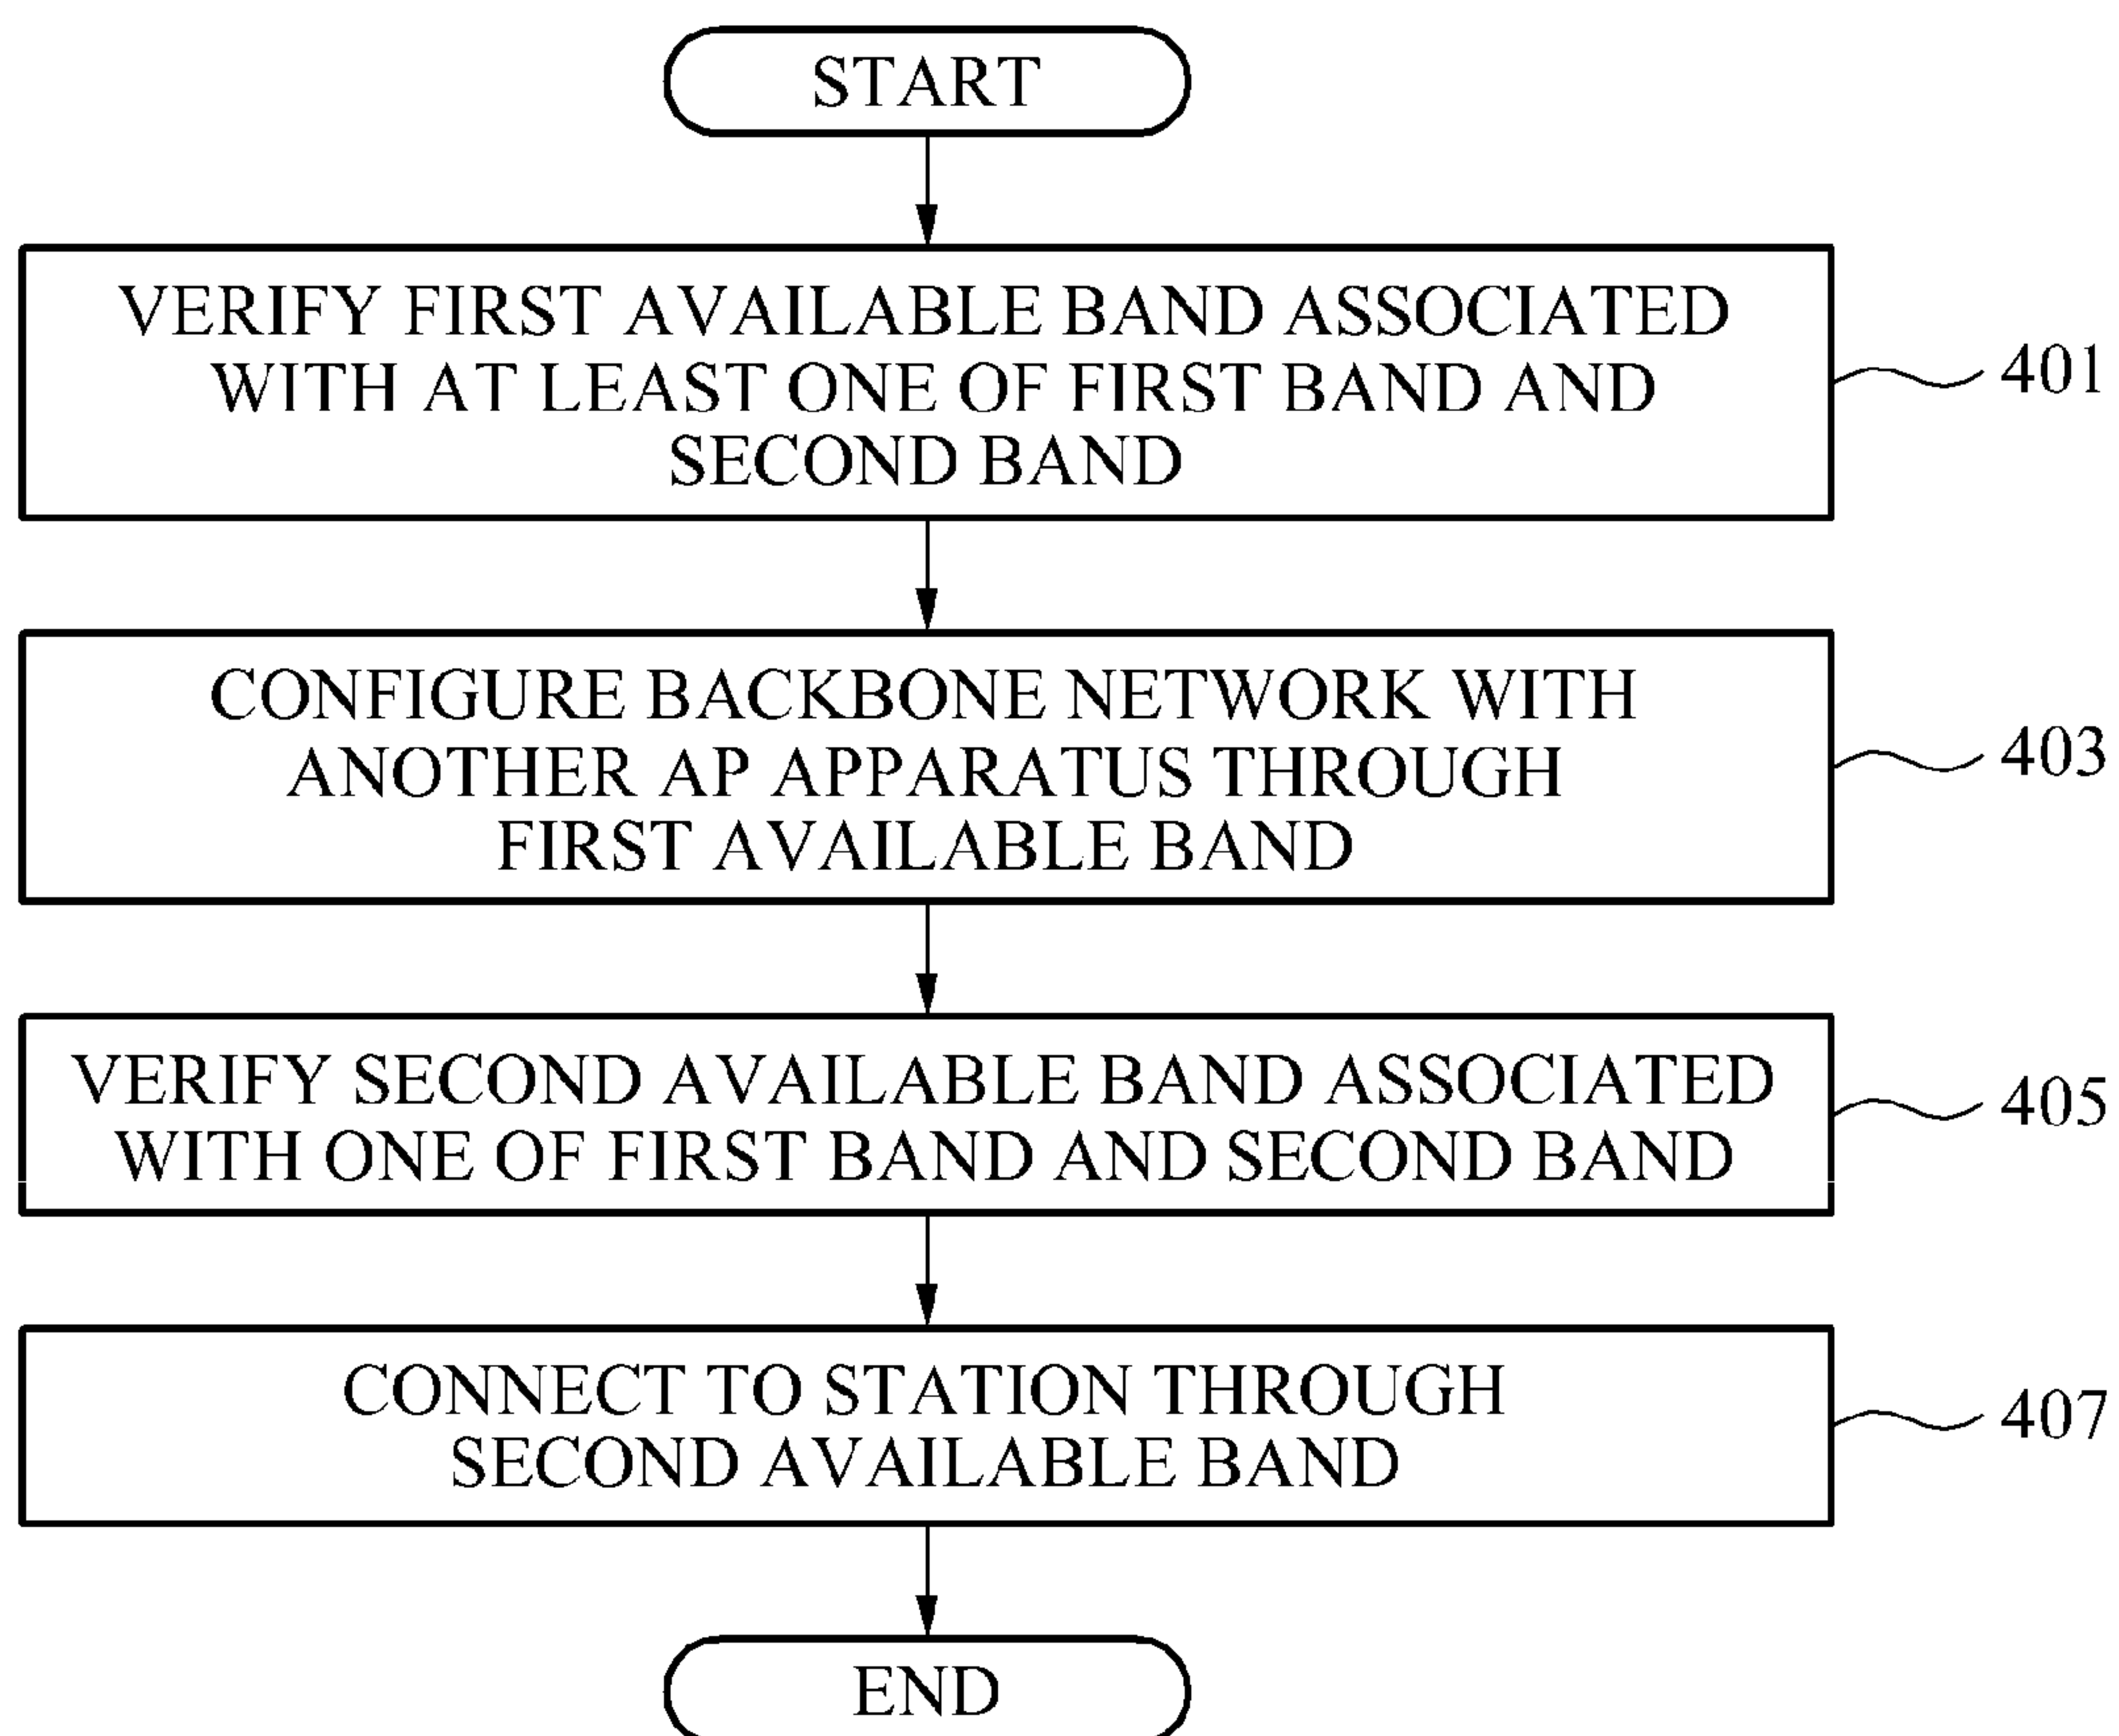 START
VERIFY FIRST AVAILABLE BAND ASSOCIATED
WITH AT LEAST ONE OF FIRST BAND AND
SECOND BAND
401
CONFIGURE BACKBONE NETWORK WITH
ANOTHER AP APPARATUS THROUGH
FIRST AVAILABLE BAND
403
VERIFY SECOND AVAILABLE BAND ASSOCIATED
WITH ONE OF FIRST BAND AND SECOND BAND
405
CONNECT TO STATION THROUGH
SECOND AVAILABLE BAND
407
END